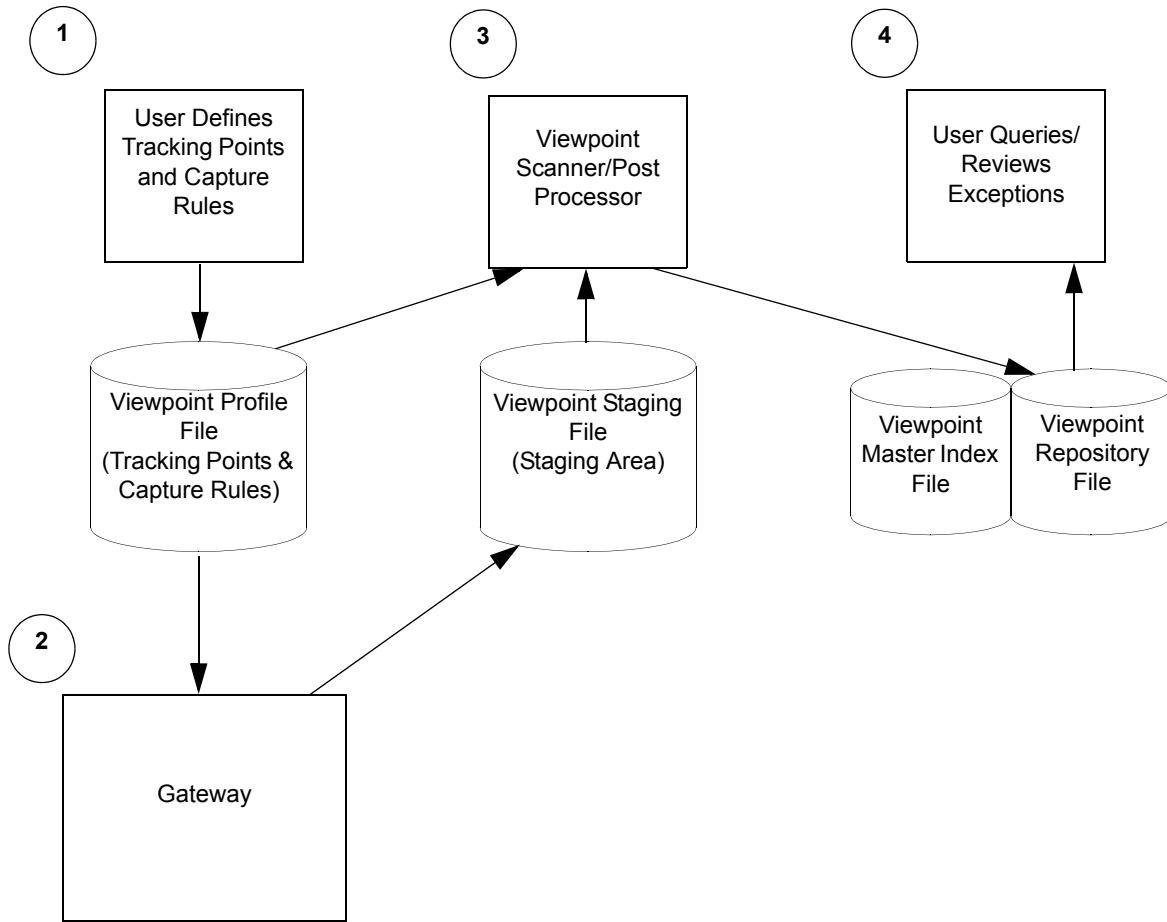 1
User Defines
Tracking Points
and Capture
Rules
Viewpoint Profile
File
(Tracking Points &
Capture Rules)
2
Gateway
3
Viewpoint
Scanner/Post
Processor
Viewpoint Staging
File
(Staging Area)
4
User Queries/
Reviews
Exceptions
Viewpoint
Master Index
File
Viewpoint
Repository
File